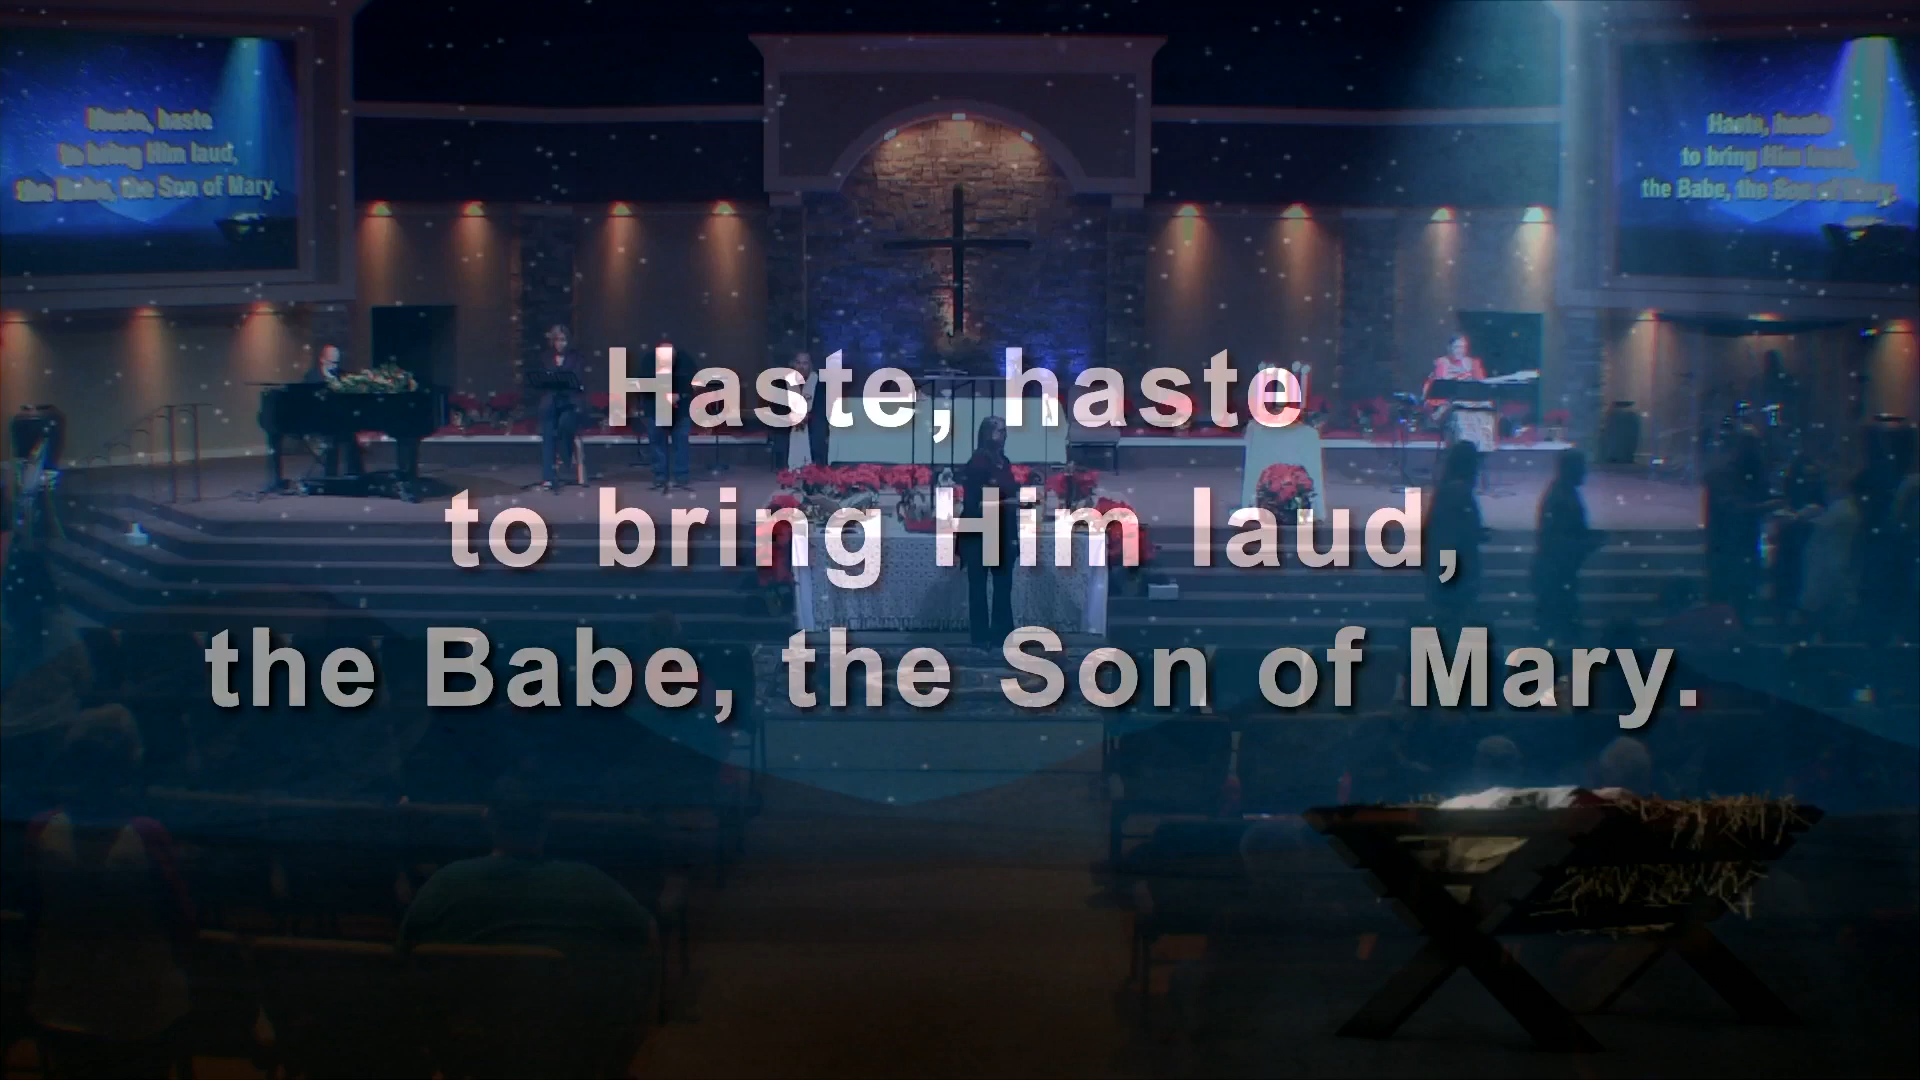 Haste, haste
to bring Him laud,
the Babe, the Son of Mary.
Haste, haste
to bring Him laud,
the Babe, the Son of Mary.
Haste, haste
to bring Him laud,
the Babe, the Son of Mary.